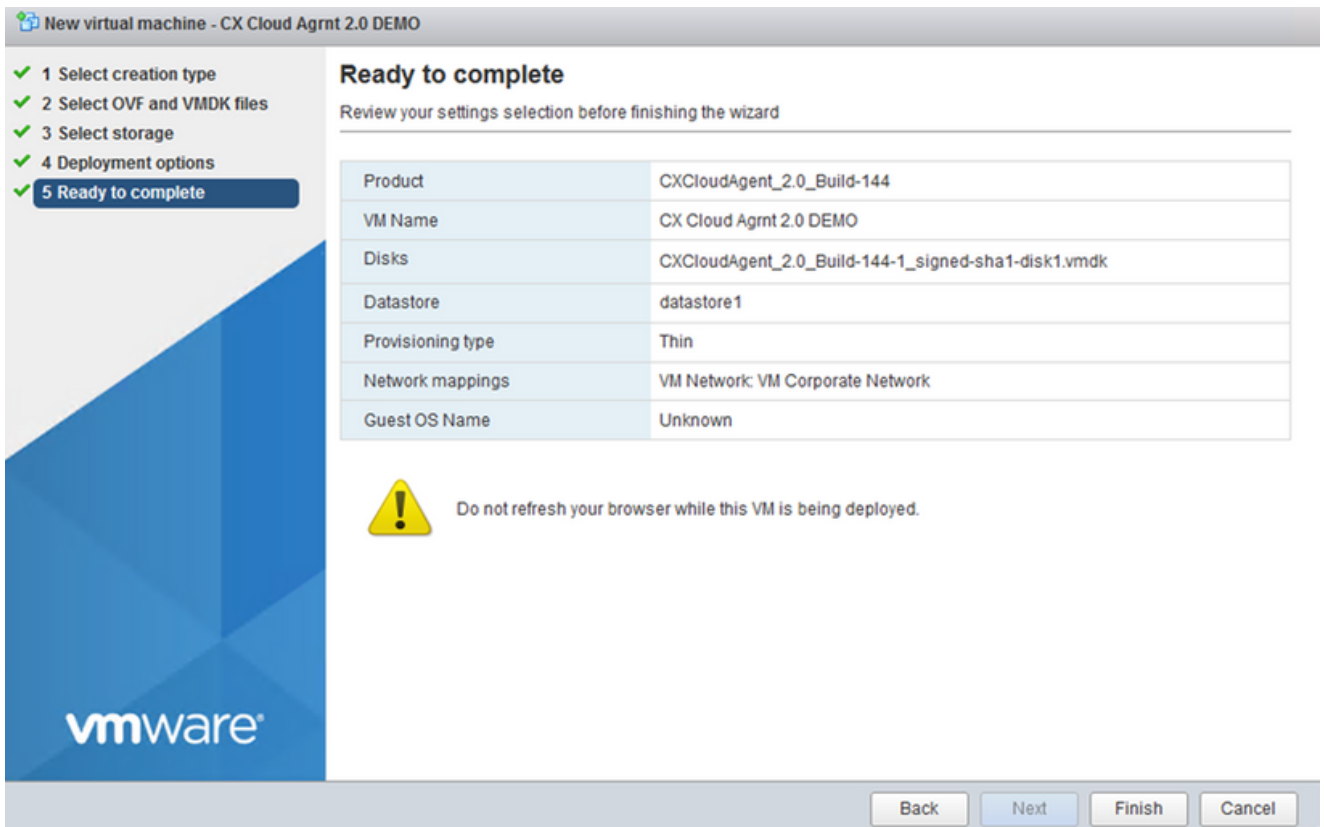 New virtual machine - CX Cloud Agrnt 2.0 DEMO
1 Select creation type
2 Select OVF and VMDK files
3 Select storage
4 Deployment options
5 Ready to complete
Ready to complete
Review your settings selection before finishing the wizard
Product CXCloudAgent_2.0_Build-144
VM Name CX Cloud Agrnt 2.0 DEMO
Disks CXCloudAgent_2.0_Build-144-1_signed-sha1-disk1.vmdk
Datastore datastore1
Provisioning type Thin
Network mappings VM Network: VM Corporate Network
Guest OS Name Unknown
Do not refresh your browser while this VM is being deployed.
vmware®
Back Next Finish Cancel